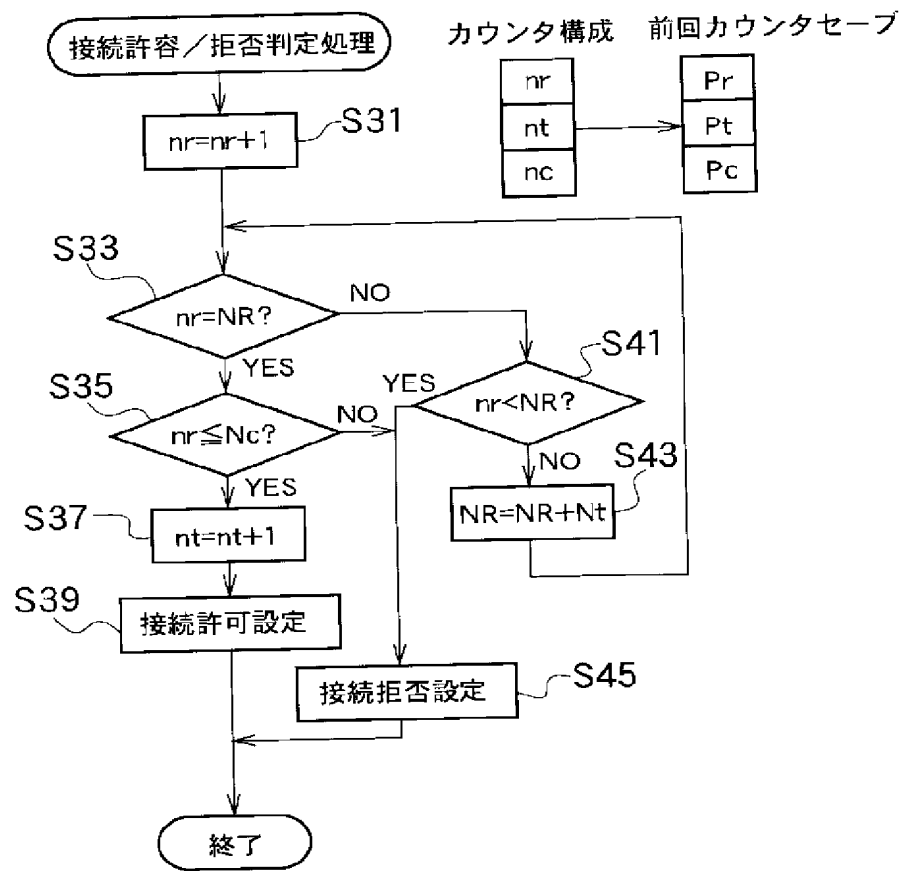 接続許容／拒否判定処理
カウンタ構成
前回カウンタセーブ
nr
nt
nc
Pr
Pt
Pc
nr=nr+1
S31
S33
nr=NR?
NO
YES
S41
nr<NR?
YES
NO
S35
nr≦Nc?
NO
YES
S43
NR=NR+Nt
S37
nt=nt+1
S39
接続許可設定
接続拒否設定
S45
終了